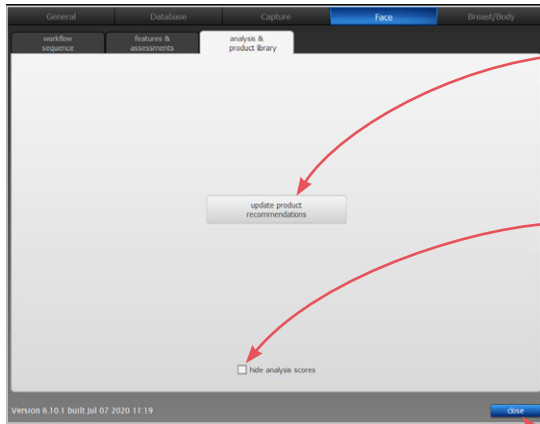 General Database Capture Face Breast/Body
workflow features & analysis &
sequence assessments product library
update product
recommendations
hide analysis scores
Version 6.10.1 built Jul 07 2020 11:19
close